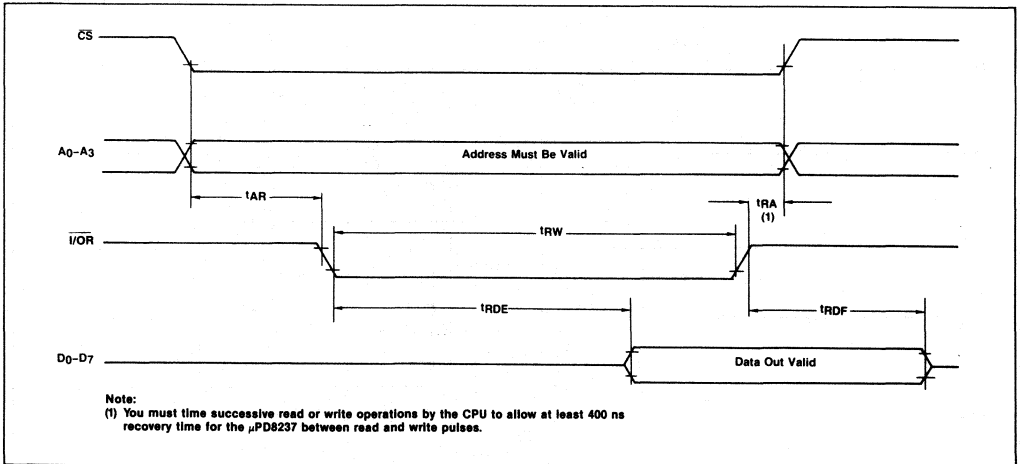 CS
A0–A3
Address Must Be Valid
tAR
tRA
(1)
I/OR
tRW
tRDE
tRDF
D0–D7
Data Out Valid
Note:
(1) You must time successive read or write operations by the CPU to allow at least 400 ns
recovery time for the μPD8237 between read and write pulses.